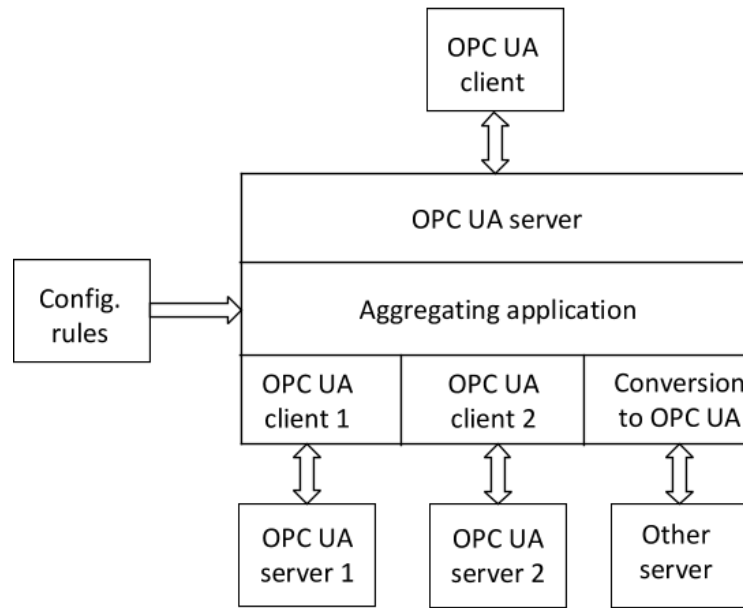 OPC UA
client
OPC UA server
Config.
rules
Aggregating application
OPC UA
client 1
OPC UA
client 2
Conversion
to OPC UA
OPC UA
server 1
OPC UA
server 2
Other
server